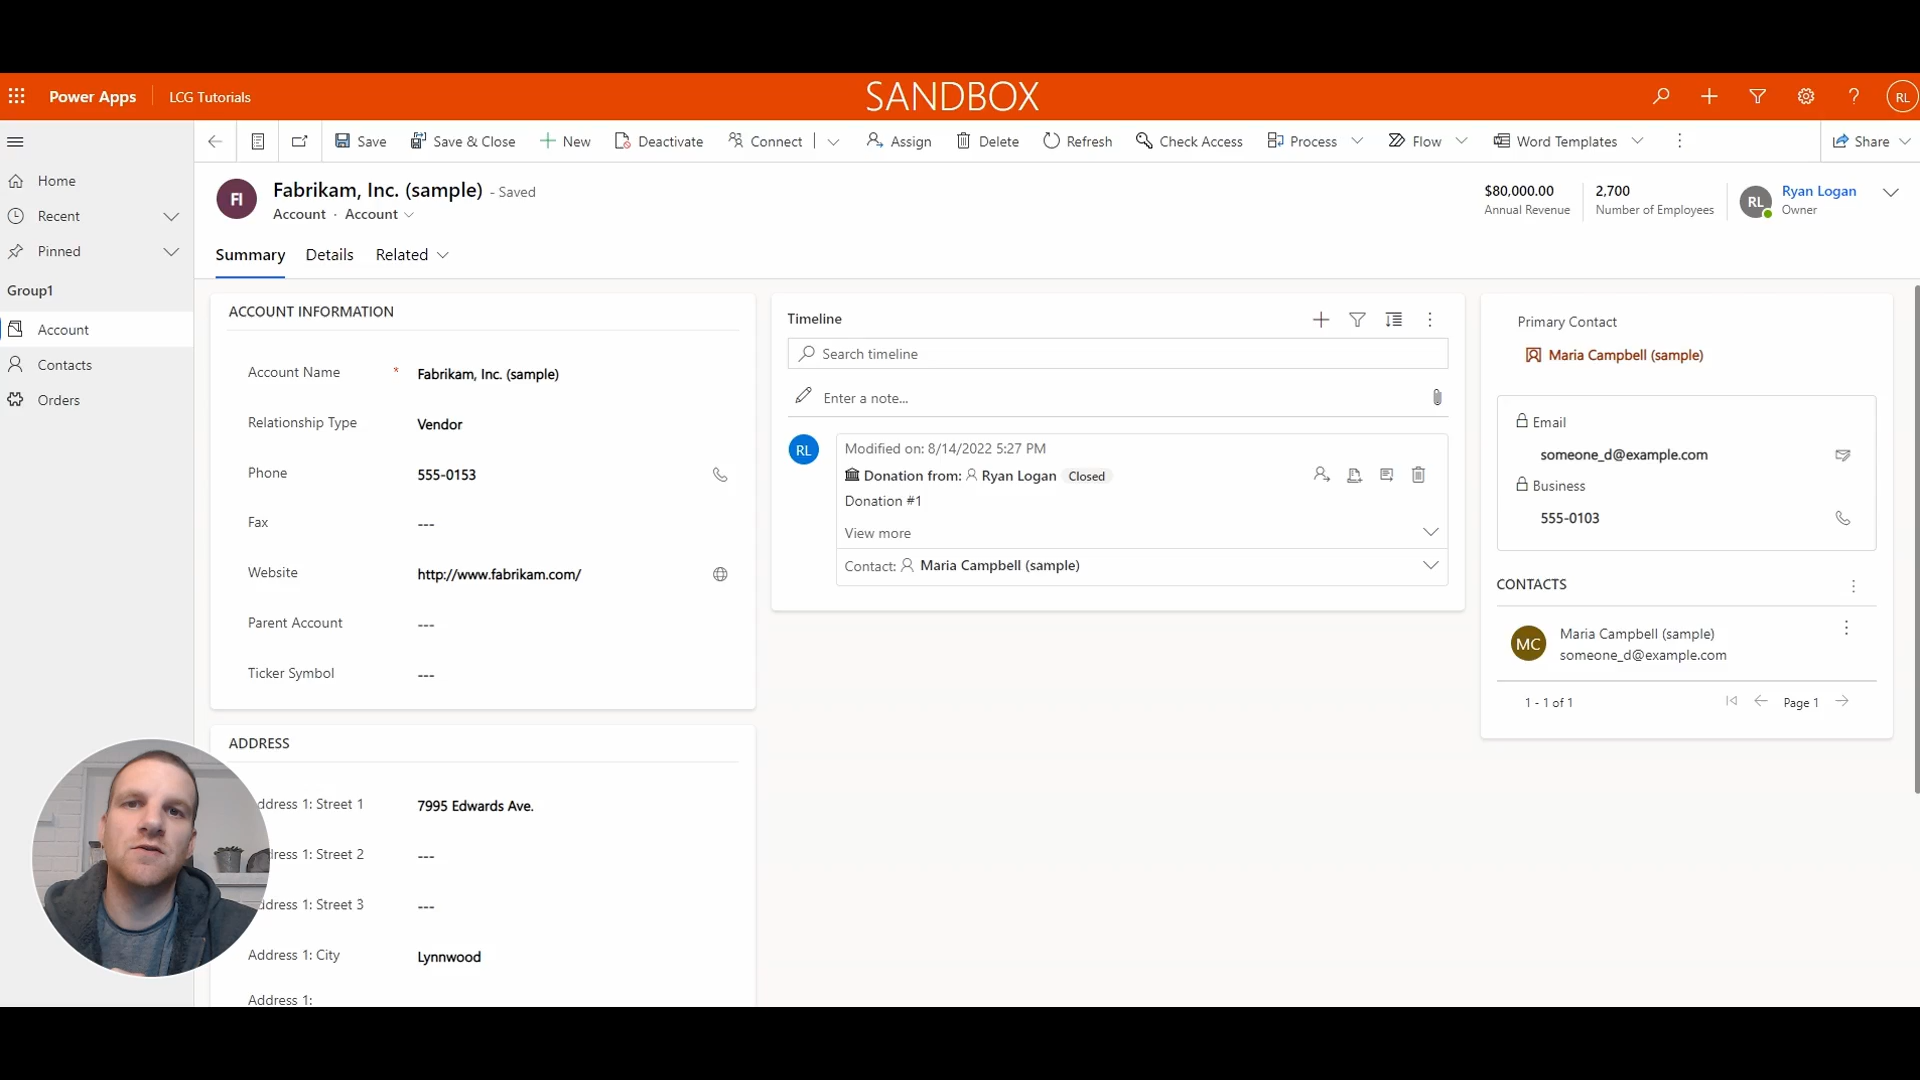 Power Apps LCG Tutorials SANDBOX RL
Save Save & Close New Deactivate Connect Assign Delete Refresh Check Access Process Flow Word Templates Share
Home
Recent
Pinned
Group1
Account
Contacts
Orders
FI
Fabrikam, Inc. (sample) - Saved
Account · Account
$80,000.00
Annual Revenue
2,700
Number of Employees
RL
Ryan Logan
Owner
Summary Details Related
ACCOUNT INFORMATION
Account Name * Fabrikam, Inc. (sample)
Relationship Type Vendor
Phone 555-0153
Fax ---
Website http://www.fabrikam.com/
Parent Account ---
Ticker Symbol ---
ADDRESS
ddress 1: Street 1 7995 Edwards Ave.
dress 1: Street 2 ---
ddress 1: Street 3 ---
Address 1: City Lynnwood
Address 1:
Timeline
Search timeline
Enter a note...
RL
Modified on: 8/14/2022 5:27 PM
Donation from: Ryan Logan Closed
Donation #1
View more
Contact: Maria Campbell (sample)
Primary Contact
Maria Campbell (sample)
Email
someone_d@example.com
Business
555-0103
CONTACTS
MC
Maria Campbell (sample)
someone_d@example.com
1 - 1 of 1 Page 1